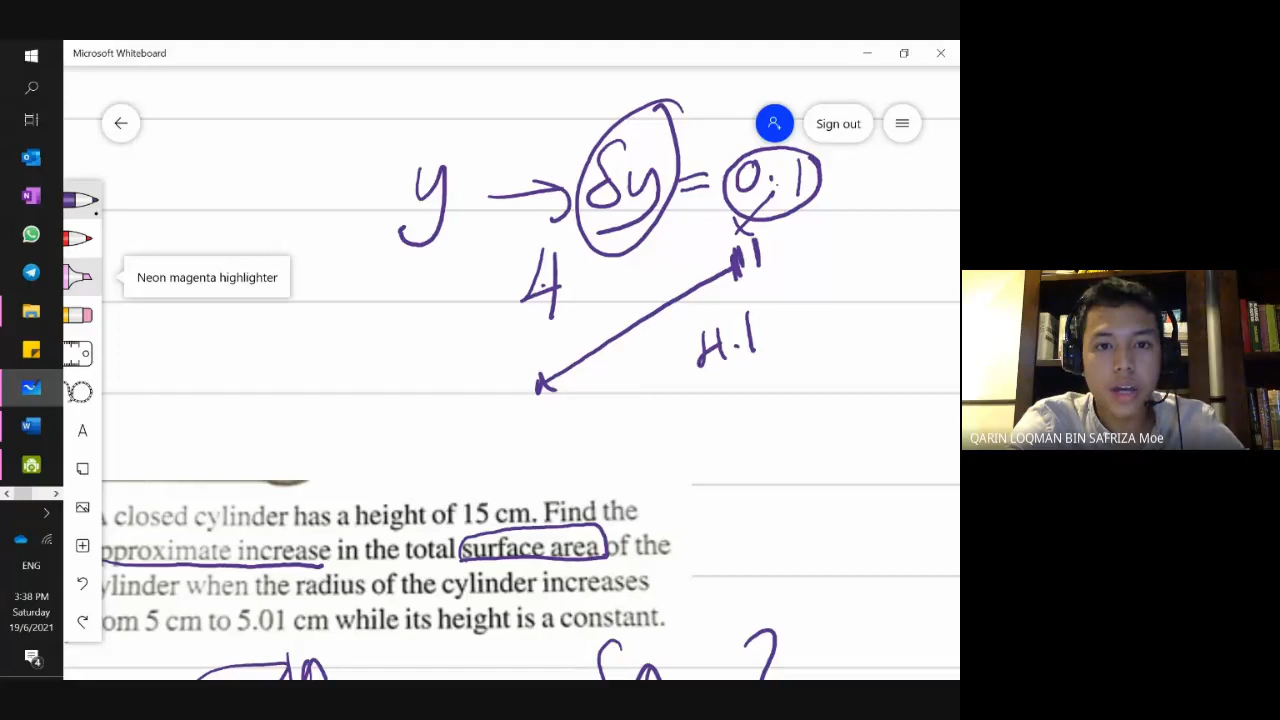 Microsoft Whiteboard
Sign out
y → δy = 0.1
4
4.1
Neon magenta highlighter
closed cylinder has a height of 15 cm. Find the
pproximate increase in the total surface area of the
ylinder when the radius of the cylinder increases
om 5 cm to 5.01 cm while its height is a constant.
QARIN LOQMAN BIN SAFRIZA Moe
A
ENG
3:38 PM
Saturday
19/6/2021
4
?